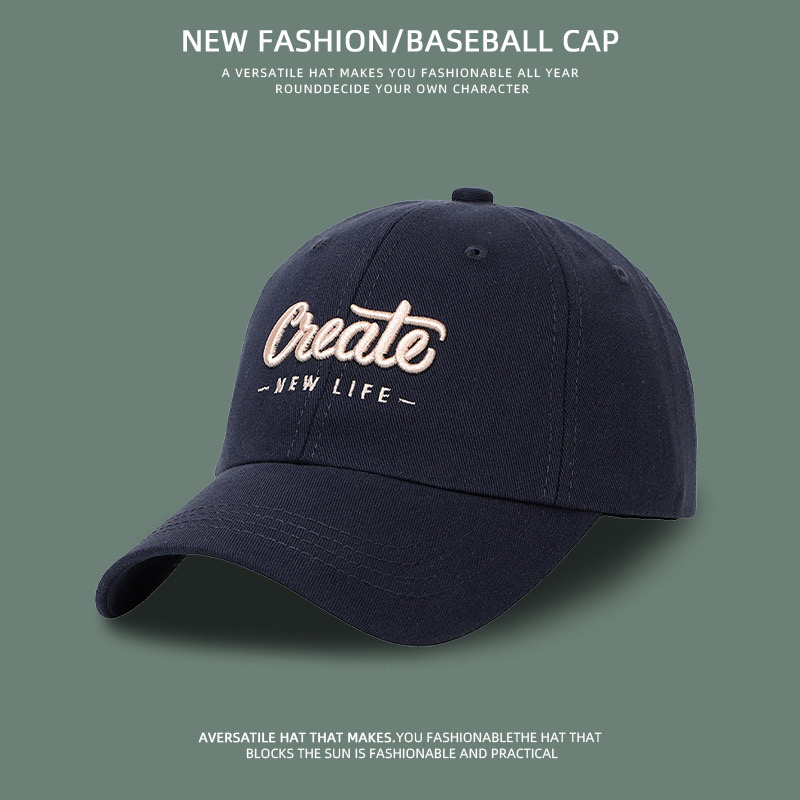 NEW FASHION/BASEBALL CAP
A VERSATILE HAT MAKES YOU FASHIONABLE ALL YEAR
ROUNDDECIDE YOUR OWN CHARACTER
Create
NEW LIFE
AVERSATILE HAT THAT MAKES.YOU FASHIONABLETHE HAT THAT
BLOCKS THE SUN IS FASHIONABLE AND PRACTICAL